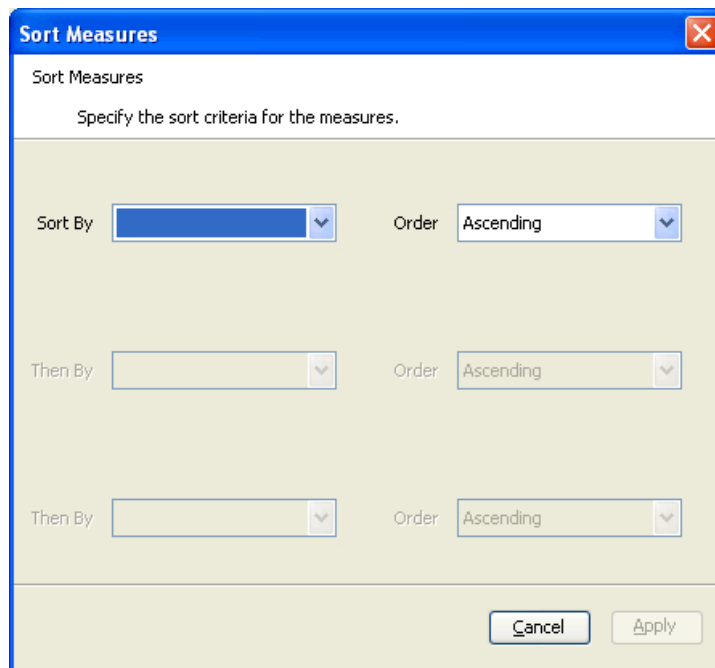 Sort Measures
Sort Measures
Specify the sort criteria for the measures.
Sort By Order Ascending
Then By Order Ascending
Then By Order Ascending
Cancel Apply